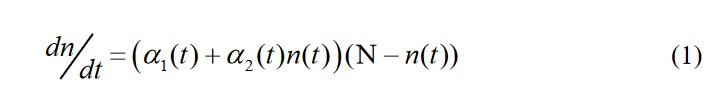 dn/dt = (α₁(t) + α₂(t)n(t))(N − n(t)) (1)